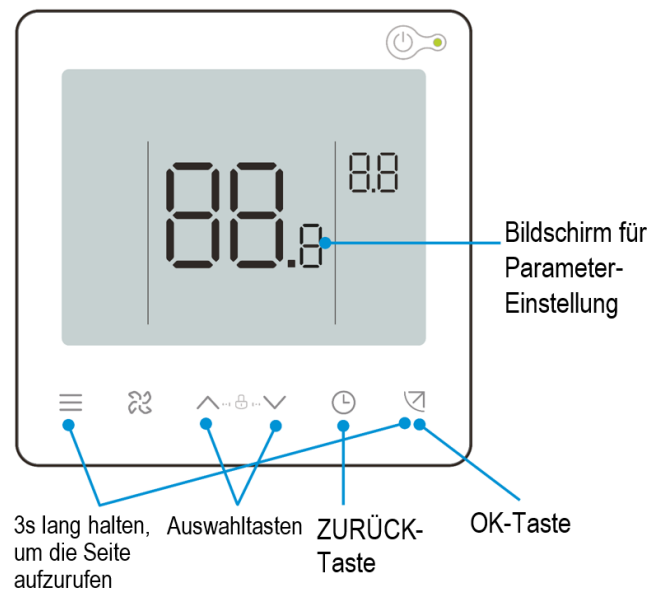 8.8
88.8
Bildschirm für
Parameter-
Einstellung
3s lang halten,
um die Seite
aufzurufen
Auswahltasten
ZURÜCK-
Taste
OK-Taste